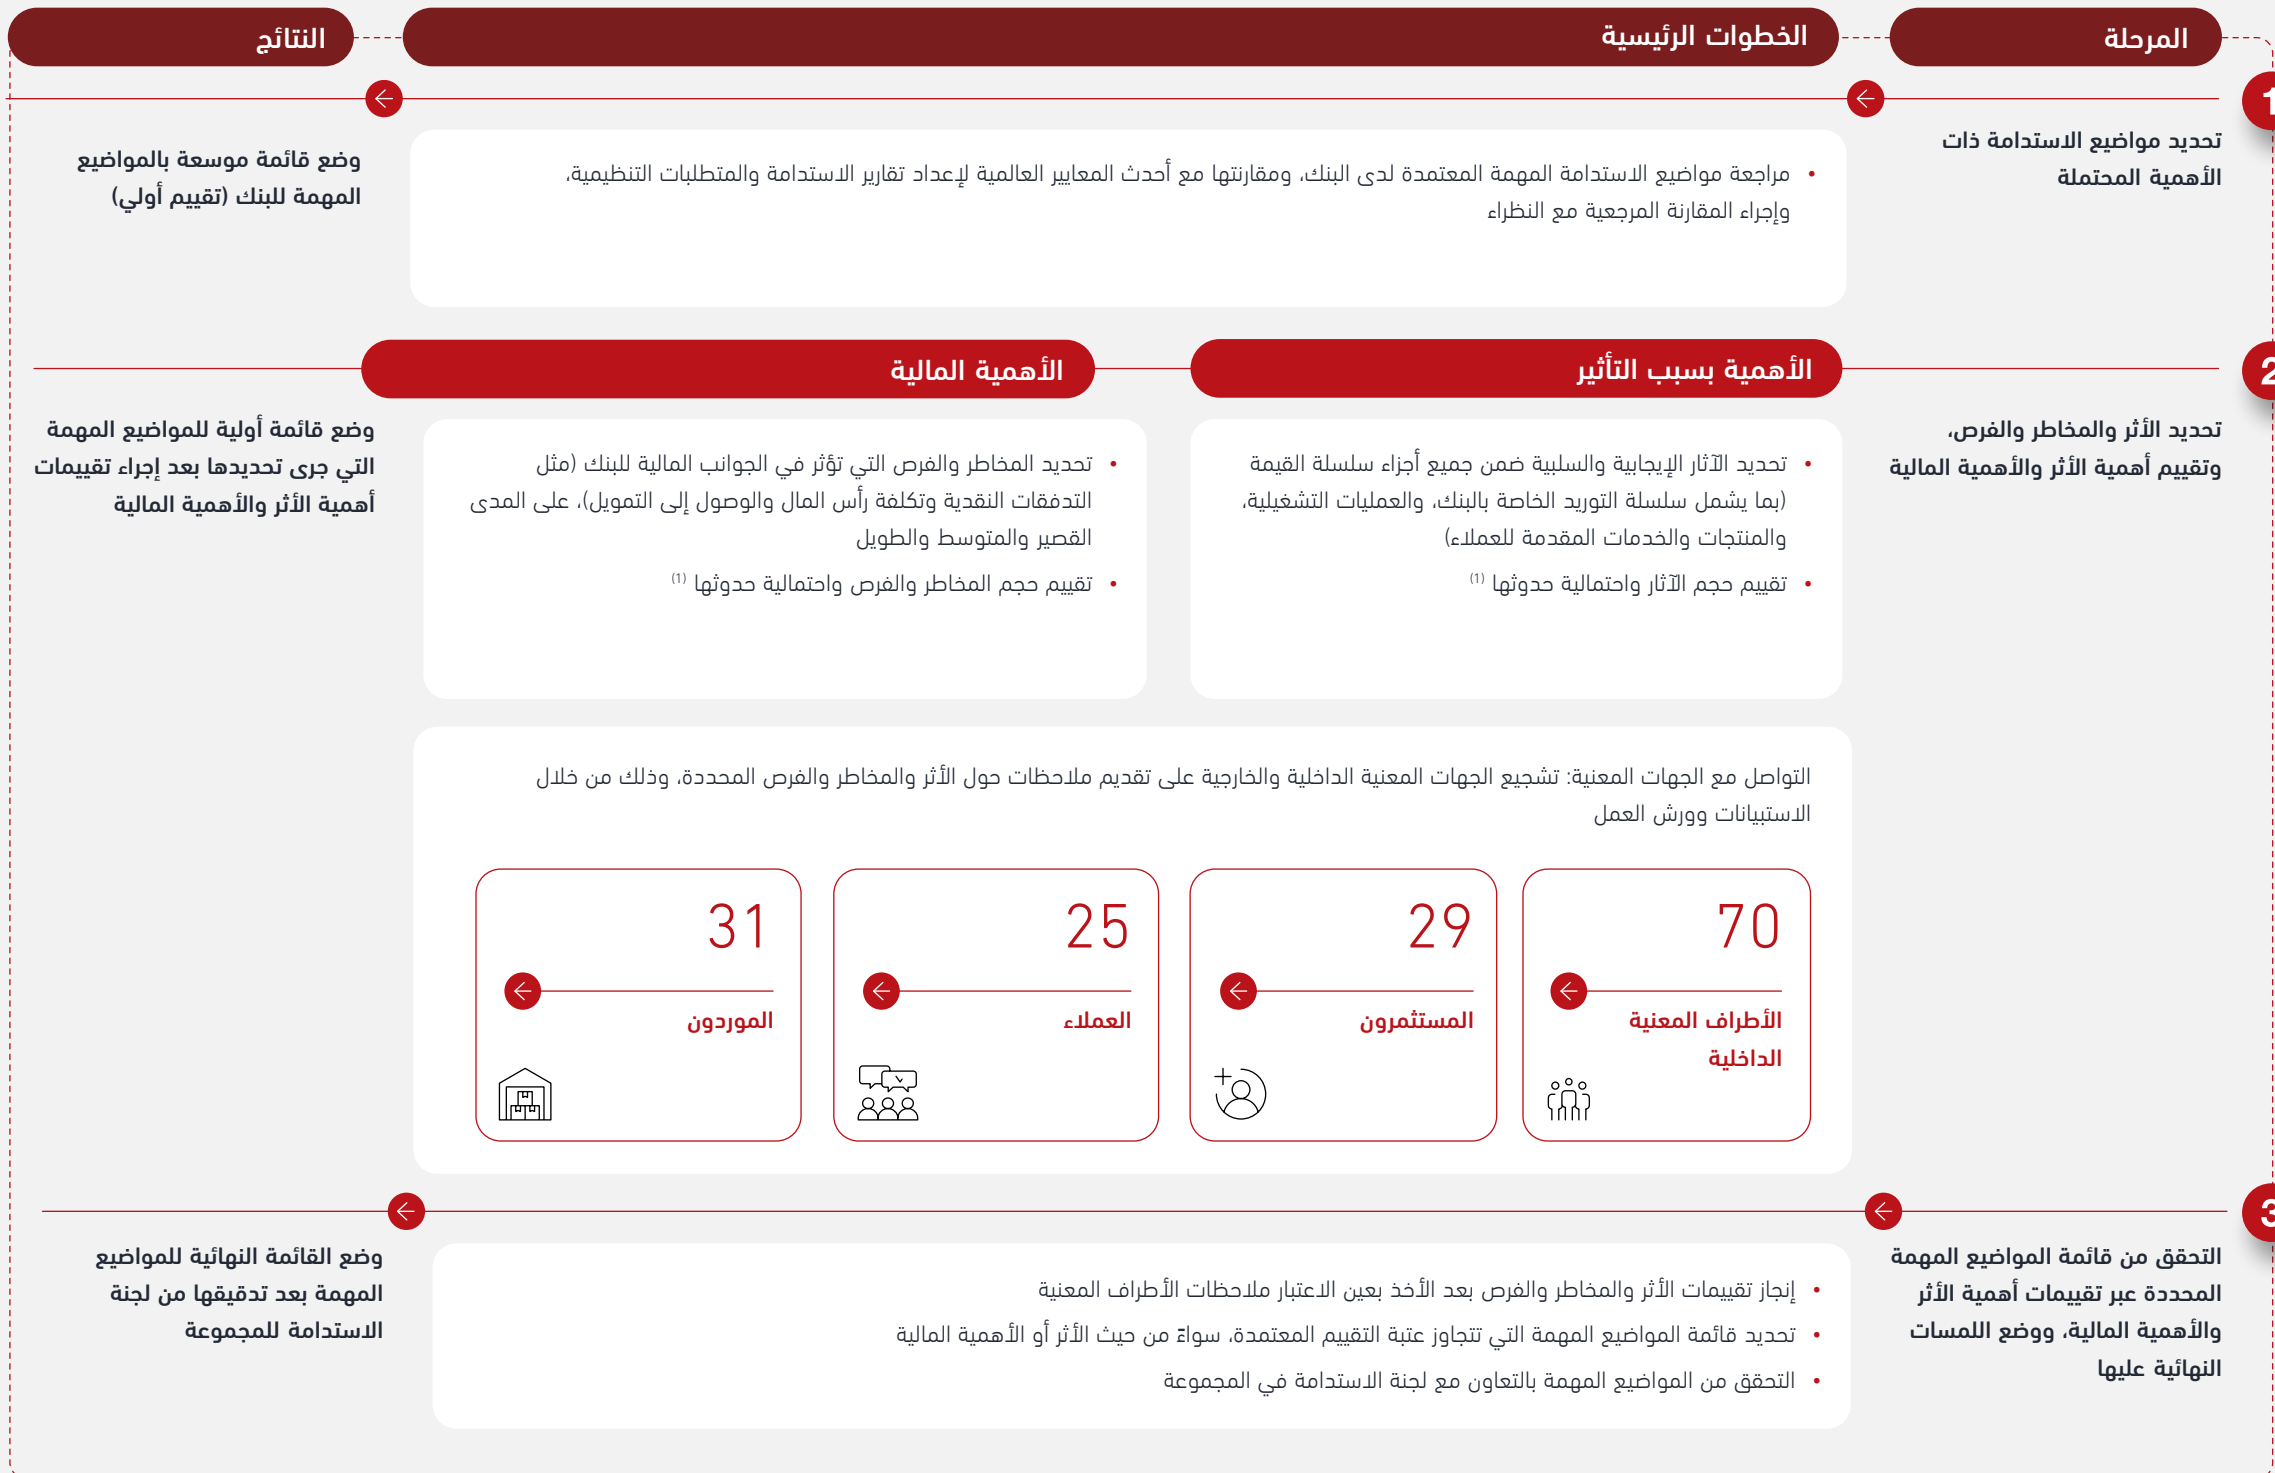 المرحلة
الخطوات الرئيسية
النتائج
1
تحديد مواضيع الاستدامة ذات
الأهمية المحتملة
• مراجعة مواضيع الاستدامة المهمة المعتمدة لدى البنك، ومقارنتها مع أحدث المعايير العالمية لإعداد تقارير الاستدامة والمتطلبات التنظيمية،
وإجراء المقارنة المرجعية مع النظراء
وضع قائمة موسعة بالمواضيع
المهمة للبنك (تقييم أولي)
2
تحديد الأثر والمخاطر والفرص،
وتقييم أهمية الأثر والأهمية المالية
الأهمية بسبب التأثير
• تحديد الآثار الإيجابية والسلبية ضمن جميع أجزاء سلسلة القيمة
(بما يشمل سلسلة التوريد الخاصة بالبنك، والعمليات التشغيلية،
والمنتجات والخدمات المقدمة للعملاء)
• تقييم حجم الآثار واحتمالية حدوثها (1)
الأهمية المالية
• تحديد المخاطر والفرص التي تؤثر في الجوانب المالية للبنك (مثل
التدفقات النقدية وتكلفة رأس المال والوصول إلى التمويل)، على المدى
القصير والمتوسط والطويل
• تقييم حجم المخاطر والفرص واحتمالية حدوثها (1)
وضع قائمة أولية للمواضيع المهمة
التي جرى تحديدها بعد إجراء تقييمات
أهمية الأثر والأهمية المالية
التواصل مع الجهات المعنية: تشجيع الجهات المعنية الداخلية والخارجية على تقديم ملاحظات حول الأثر والمخاطر والفرص المحددة، وذلك من خلال
الاستبيانات وورش العمل
70
الأطراف المعنية
الداخلية
29
المستثمرون
25
العملاء
31
الموردون
3
التحقق من قائمة المواضيع المهمة
المحددة عبر تقييمات أهمية الأثر
والأهمية المالية، ووضع اللمسات
النهائية عليها
• إنجاز تقييمات الأثر والمخاطر والفرص بعد الأخذ بعين الاعتبار ملاحظات الأطراف المعنية
• تحديد قائمة المواضيع المهمة التي تتجاوز عتبة التقييم المعتمدة، سواءً من حيث الأثر أو الأهمية المالية
• التحقق من المواضيع المهمة بالتعاون مع لجنة الاستدامة في المجموعة
وضع القائمة النهائية للمواضيع
المهمة بعد تدقيقها من لجنة
الاستدامة للمجموعة